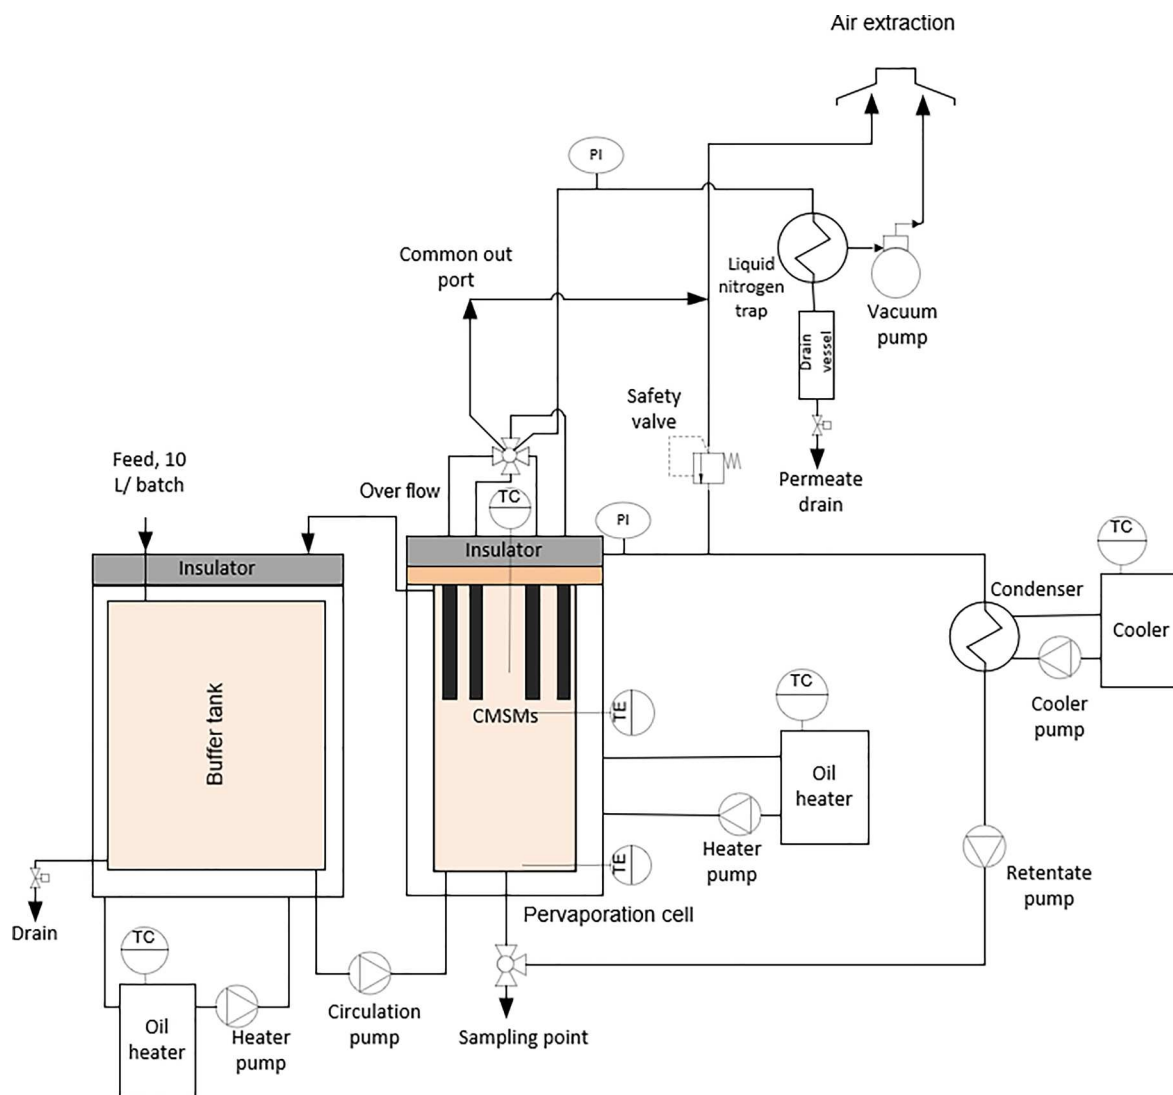 Air extraction
PI
Common out
port
Liquid
nitrogen
trap
Vacuum
pump
Drain
vessel
Safety
valve
Permeate
drain
Feed, 10
L/ batch
Over flow
TC
PI
TC
Insulator
Insulator
Condenser
Cooler
Cooler
pump
Buffer tank
CMSMs
TE
TC
Oil
heater
Heater
pump
TE
Retentate
pump
Pervaporation cell
Drain
TC
Oil
heater
Heater
pump
Circulation
pump
Sampling point